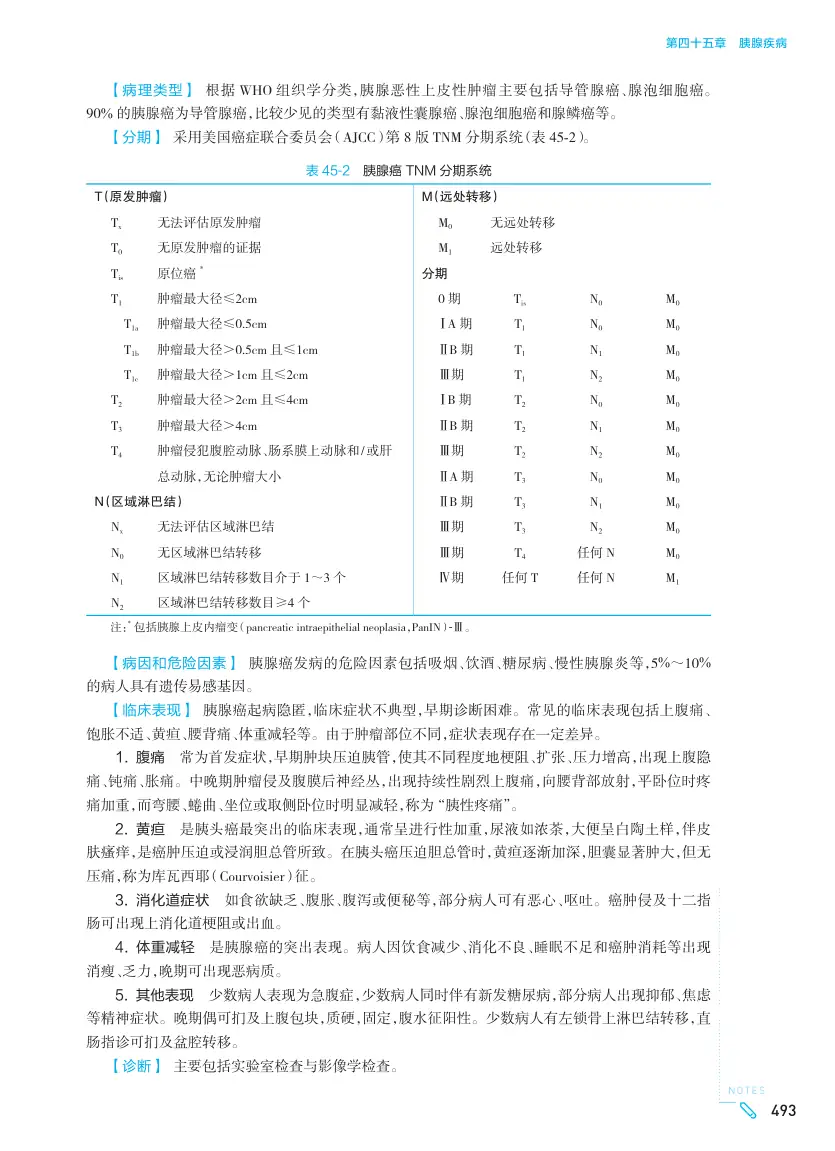 第四十五章 胰腺疾病
【病理类型】 根据 WHO 组织学分类,胰腺恶性上皮性肿瘤主要包括导管腺癌、腺泡细胞癌。
90% 的胰腺癌为导管腺癌,比较少见的类型有黏液性囊腺癌、腺泡细胞癌和腺鳞癌等。
【分期】 采用美国癌症联合委员会(AJCC)第 8 版 TNM 分期系统(表 45-2)。
表 45-2 胰腺癌 TNM 分期系统
T(原发肿瘤)
Tx 无法评估原发肿瘤
T0 无原发肿瘤的证据
Tis 原位癌*
T1 肿瘤最大径≤2cm
T1a 肿瘤最大径≤0.5cm
T1b 肿瘤最大径>0.5cm 且≤1cm
T1c 肿瘤最大径>1cm 且≤2cm
T2 肿瘤最大径>2cm 且≤4cm
T3 肿瘤最大径>4cm
T4 肿瘤侵犯腹腔动脉、肠系膜上动脉和/或肝
总动脉,无论肿瘤大小
N(区域淋巴结)
Nx 无法评估区域淋巴结
N0 无区域淋巴结转移
N1 区域淋巴结转移数目介于 1~3 个
N2 区域淋巴结转移数目≥4 个
M(远处转移)
M0 无远处转移
M1 远处转移
分期
0 期 Tis N0 M0
ⅠA 期 T1 N0 M0
ⅡB 期 T1 N1 M0
Ⅲ期 T1 N2 M0
ⅠB 期 T2 N0 M0
ⅡB 期 T2 N1 M0
Ⅲ期 T2 N2 M0
ⅡA 期 T3 N0 M0
ⅡB 期 T3 N1 M0
Ⅲ期 T3 N2 M0
Ⅲ期 T4 任何 N M0
Ⅳ期 任何 T 任何 N M1
注:*包括胰腺上皮内瘤变(pancreatic intraepithelial neoplasia,PanIN)-Ⅲ。
【病因和危险因素】 胰腺癌发病的危险因素包括吸烟、饮酒、糖尿病、慢性胰腺炎等,5%~10%
的病人具有遗传易感基因。
【临床表现】 胰腺癌起病隐匿,临床症状不典型,早期诊断困难。常见的临床表现包括上腹痛、
饱胀不适、黄疸、腰背痛、体重减轻等。由于肿瘤部位不同,症状表现存在一定差异。
1. 腹痛 常为首发症状,早期肿块压迫胰管,使其不同程度地梗阻、扩张、压力增高,出现上腹隐
痛、钝痛、胀痛。中晚期肿瘤侵及腹膜后神经丛,出现持续性剧烈上腹痛,向腰背部放射,平卧位时疼
痛加重,而弯腰、蜷曲、坐位或取侧卧位时明显减轻,称为“胰性疼痛”。
2. 黄疸 是胰头癌最突出的临床表现,通常呈进行性加重,尿液如浓茶,大便呈白陶土样,伴皮
肤瘙痒,是癌肿压迫或浸润胆总管所致。在胰头癌压迫胆总管时,黄疸逐渐加深,胆囊显著肿大,但无
压痛,称为库瓦西耶(Courvoisier)征。
3. 消化道症状 如食欲缺乏、腹胀、腹泻或便秘等,部分病人可有恶心、呕吐。癌肿侵及十二指
肠可出现上消化道梗阻或出血。
4. 体重减轻 是胰腺癌的突出表现。病人因饮食减少、消化不良、睡眠不足和癌肿消耗等出现
消瘦、乏力,晚期可出现恶病质。
5. 其他表现 少数病人表现为急腹症,少数病人同时伴有新发糖尿病,部分病人出现抑郁、焦虑
等精神症状。晚期偶可扪及上腹包块,质硬,固定,腹水征阳性。少数病人有左锁骨上淋巴结转移,直
肠指诊可扪及盆腔转移。
【诊断】 主要包括实验室检查与影像学检查。
NOTES
493